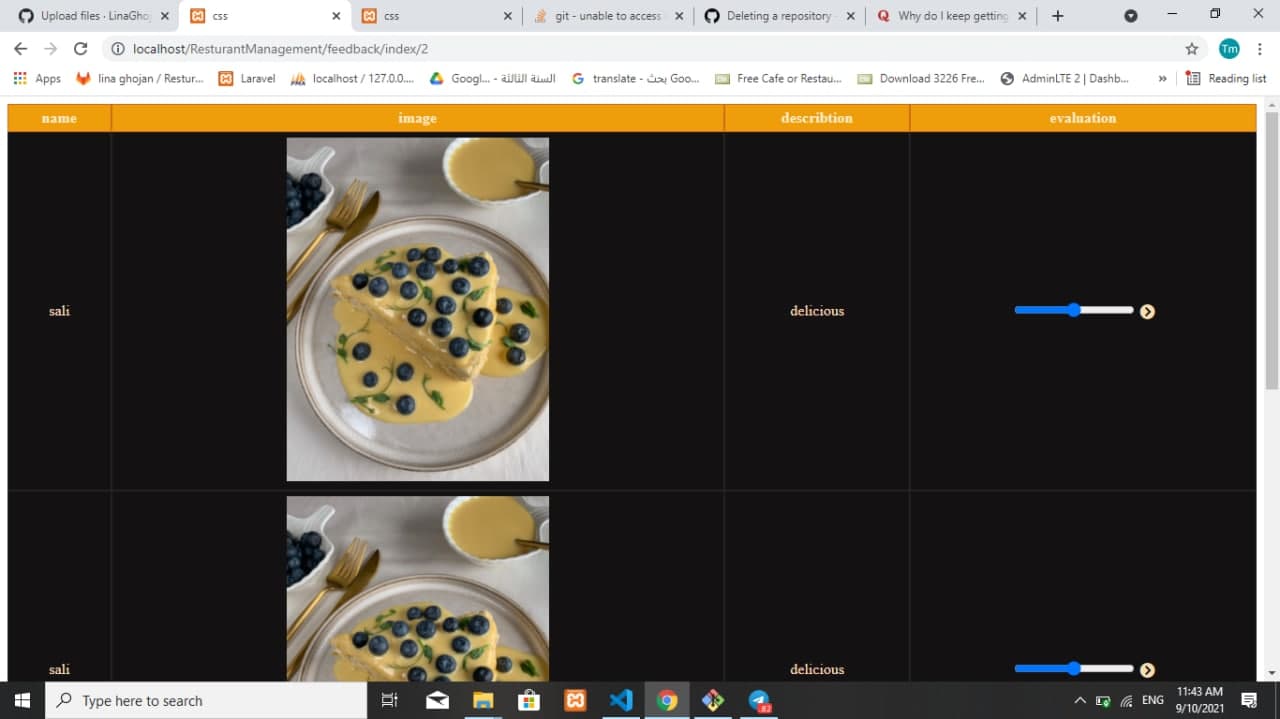 Upload files · LinaGhoj
css
css
git - unable to access
Deleting a repository
Why do I keep getting
localhost/ResturantManagement/feedback/index/2
Tm
Apps
lina ghojan / Restur...
Laravel
localhost / 127.0.0....
السنة الثالثة - Googl...
translate - بحث Goo...
Free Cafe or Restau...
Download 3226 Fre...
AdminLTE 2 | Dashb...
»
Reading list
name
image
describtion
evaluation
sali
delicious
sali
delicious
Type here to search
82
ENG
11:43 AM
9/10/2021